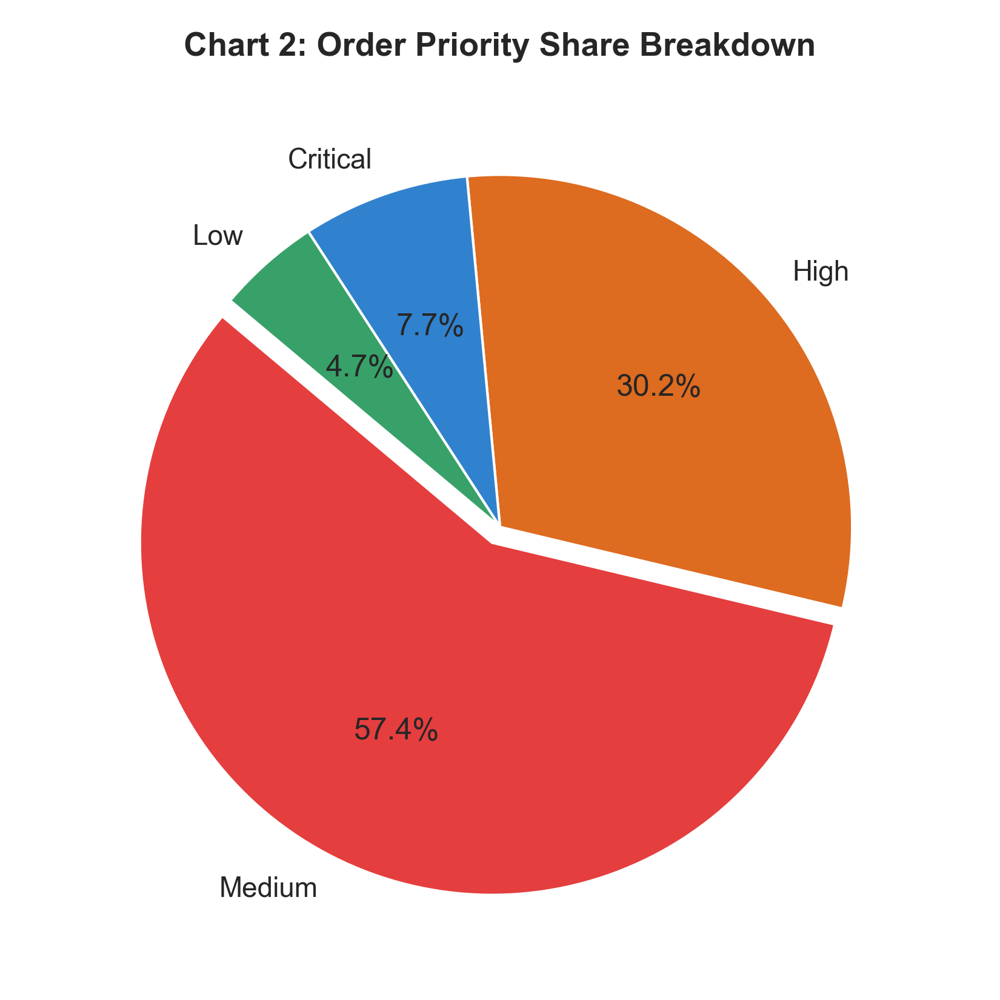 Chart 2: Order Priority Share Breakdown
Critical
Low
High
7.7%
4.7%
30.2%
57.4%
Medium